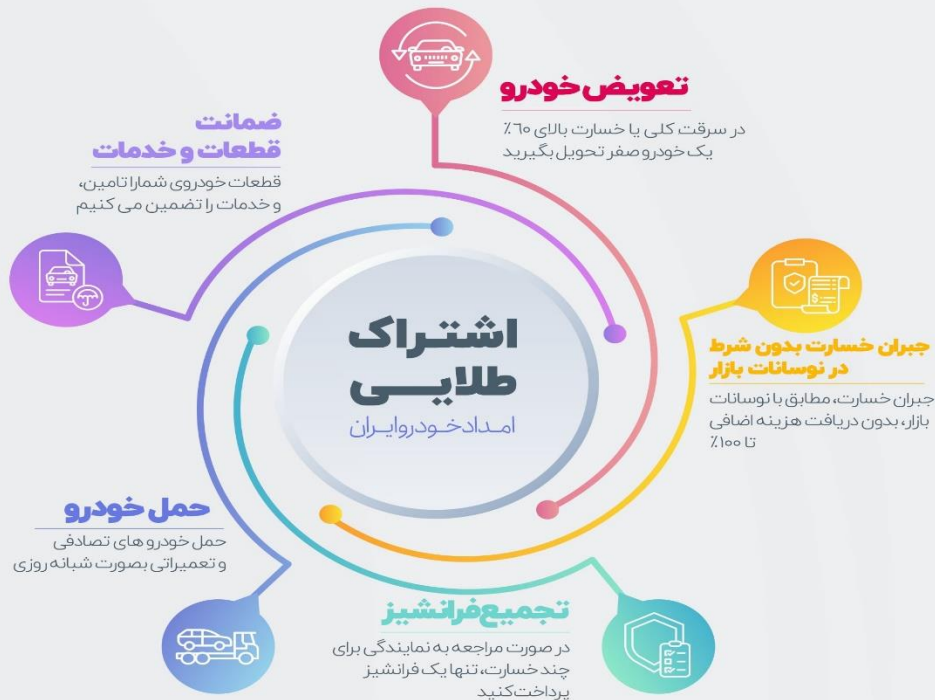 تعویض خودرو
در سرقت کلی یا خسارت بالای ۶۰٪
یک خودرو صفر تحویل بگیرید
ضمانت
قطعات و خدمات
قطعات خودروی شما را تامین،
و خدمات را تضمین می کنیم
جبران خسارت بدون شرط
در نوسانات بازار
جبران خسارت، مطابق با نوسانات
بازار، بدون دریافت هزینه اضافی
تا ۱۰۰٪
اشتراک
طلایی
امداد خودرو ایران
حمل خودرو
حمل خودرو های تصادفی
و تعمیراتی بصورت شبانه روزی
تجمیع فرانشیز
در صورت مراجعه به نمایندگی برای
چند خسارت، تنها یک فرانشیز
پرداخت کنید